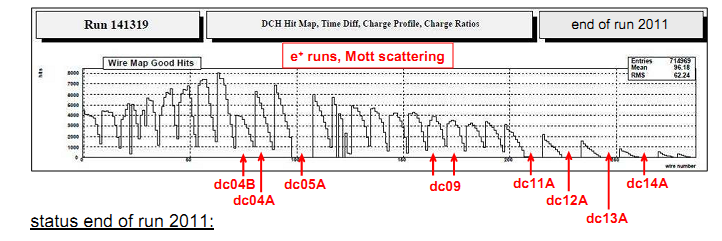 Run 141319
DCH Hit Map, Time Diff, Charge Profile, Charge Ratios
end of run 2011
e+ runs, Mott scattering
Wire Map Good Hits
Entries 714969
Mean 96.18
RMS 62.24
hits
8000
7000
6000
5000
4000
3000
2000
1000
0
50
100
150
200
250
wire number
dc04B
dc04A
dc05A
dc09
dc11A
dc12A
dc13A
dc14A
status end of run 2011: